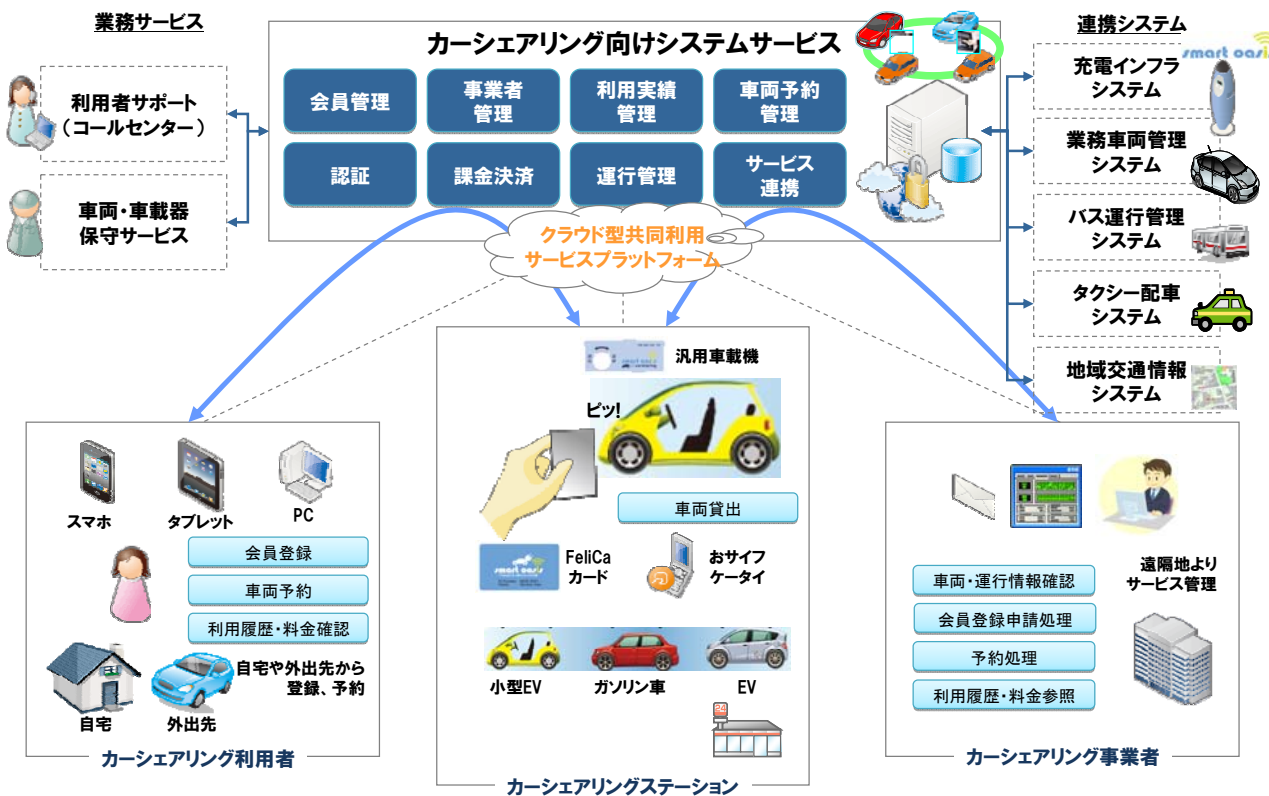 業務サービス
利用者サポート
(コールセンター)
車両・車載器
保守サービス
カーシェアリング向けシステムサービス
会員管理
事業者
管理
利用実績
管理
車両予約
管理
認証
課金決済
運行管理
サービス
連携
クラウド型共同利用
サービスプラットフォーム
連携システム
smart oasis
充電インフラ
システム
業務車両管理
システム
バス運行管理
システム
タクシー配車
システム
地域交通情報
システム
スマホ
タブレット
PC
会員登録
車両予約
利用履歴・料金確認
自宅や外出先から
登録、予約
自宅
外出先
カーシェアリング利用者
汎用車載機
ピッ!
車両貸出
smart oasis
FeliCa
カード
おサイフ
ケータイ
小型EV
ガソリン車
EV
24
カーシェアリングステーション
遠隔地より
サービス管理
車両・運行情報確認
会員登録申請処理
予約処理
利用履歴・料金参照
カーシェアリング事業者